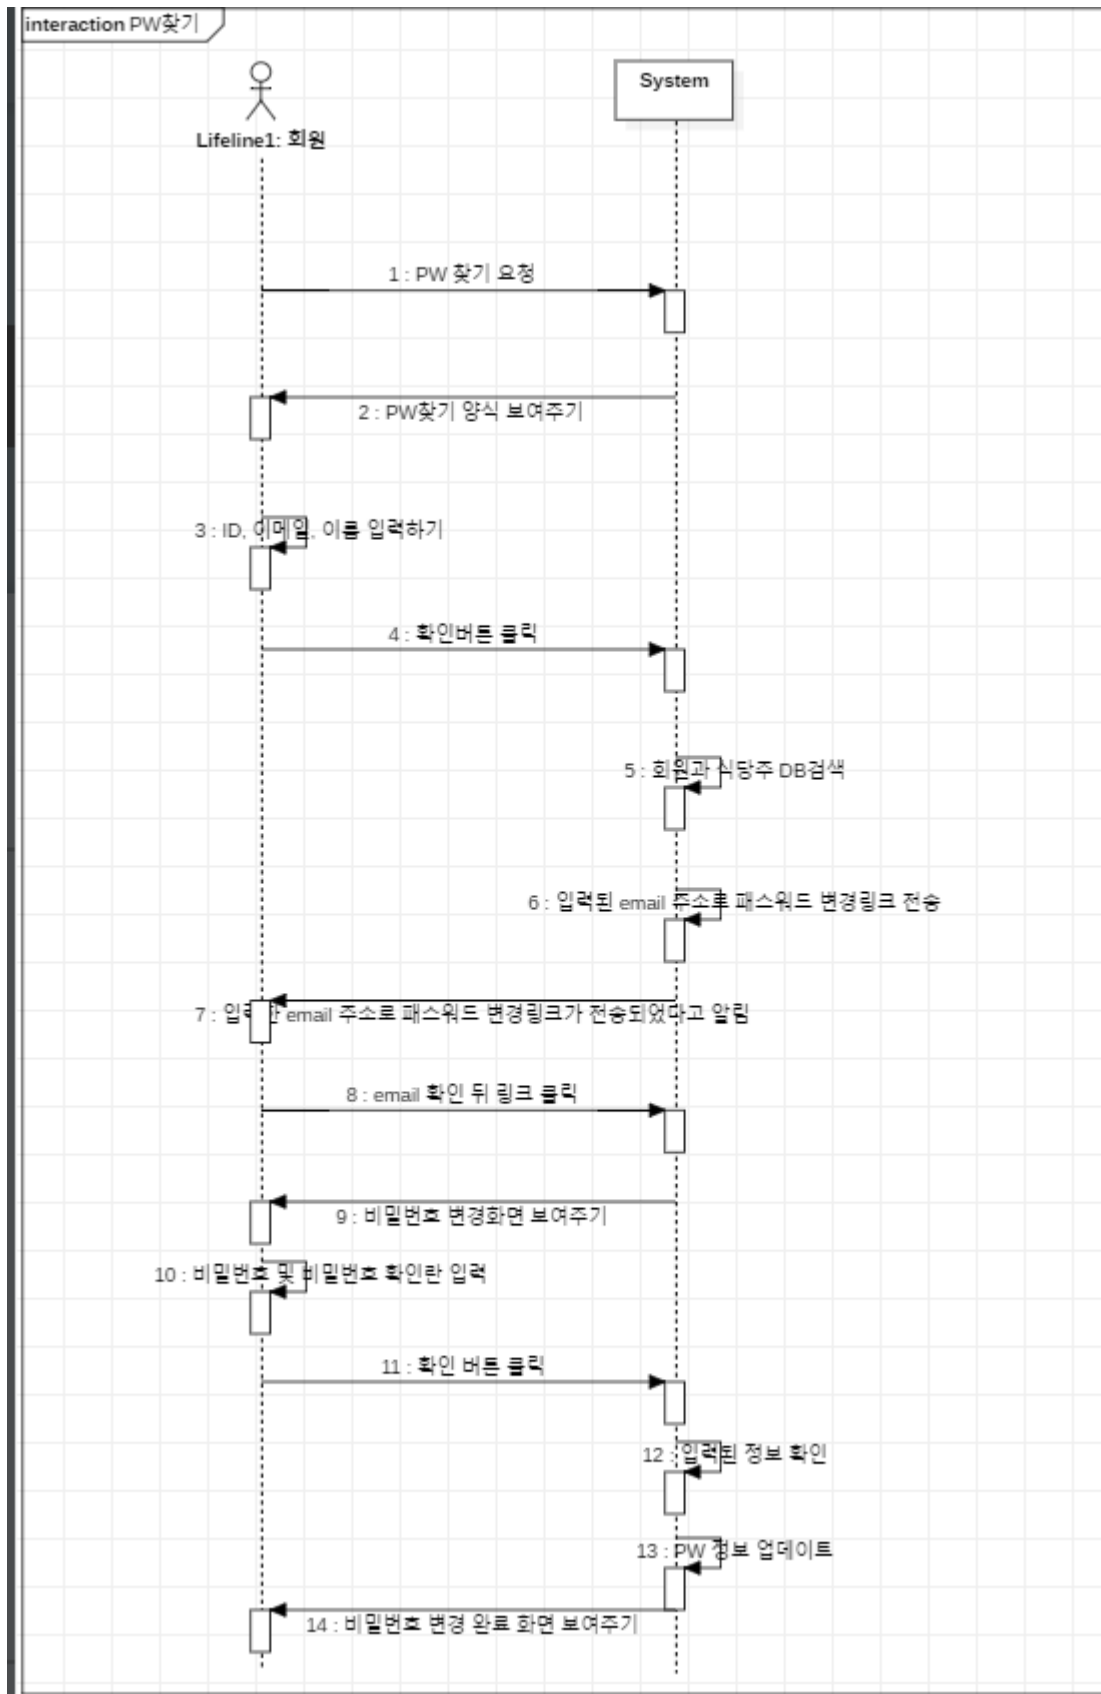 interaction PW찾기
System
Lifeline1: 회원
1 : PW 찾기 요청
2 : PW찾기 양식 보여주기
3 : ID, 이메일, 이름 입력하기
4 : 확인버튼 클릭
5 : 회원과 식당주 DB검색
6 : 입력된 email 주소로 패스워드 변경링크 전송
7 : 입력한 email 주소로 패스워드 변경링크가 전송되었다고 알림
8 : email 확인 뒤 링크 클릭
9 : 비밀번호 변경화면 보여주기
10 : 비밀번호 및 비밀번호 확인란 입력
11 : 확인 버튼 클릭
12 : 입력된 정보 확인
13 : PW 정보 업데이트
14 : 비밀번호 변경 완료 화면 보여주기